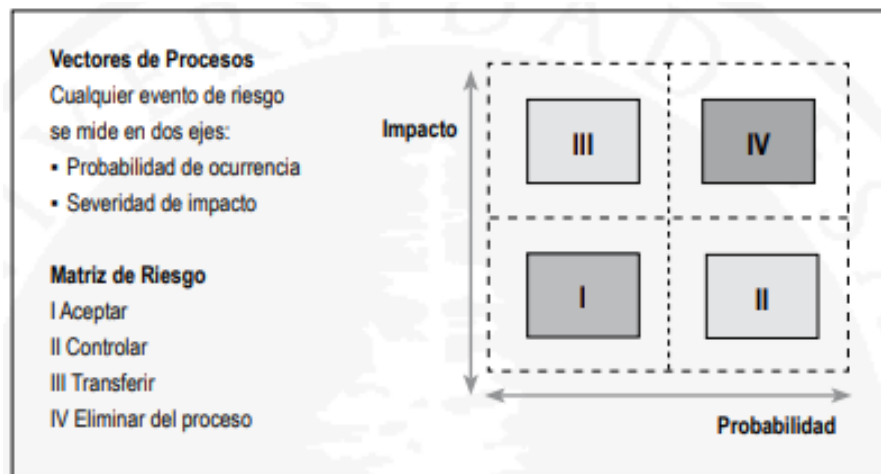 Vectores de Procesos
Cualquier evento de riesgo
se mide en dos ejes:
▪ Probabilidad de ocurrencia
▪ Severidad de impacto
Matriz de Riesgo
I Aceptar
II Controlar
III Transferir
IV Eliminar del proceso
Impacto
III
IV
I
II
Probabilidad